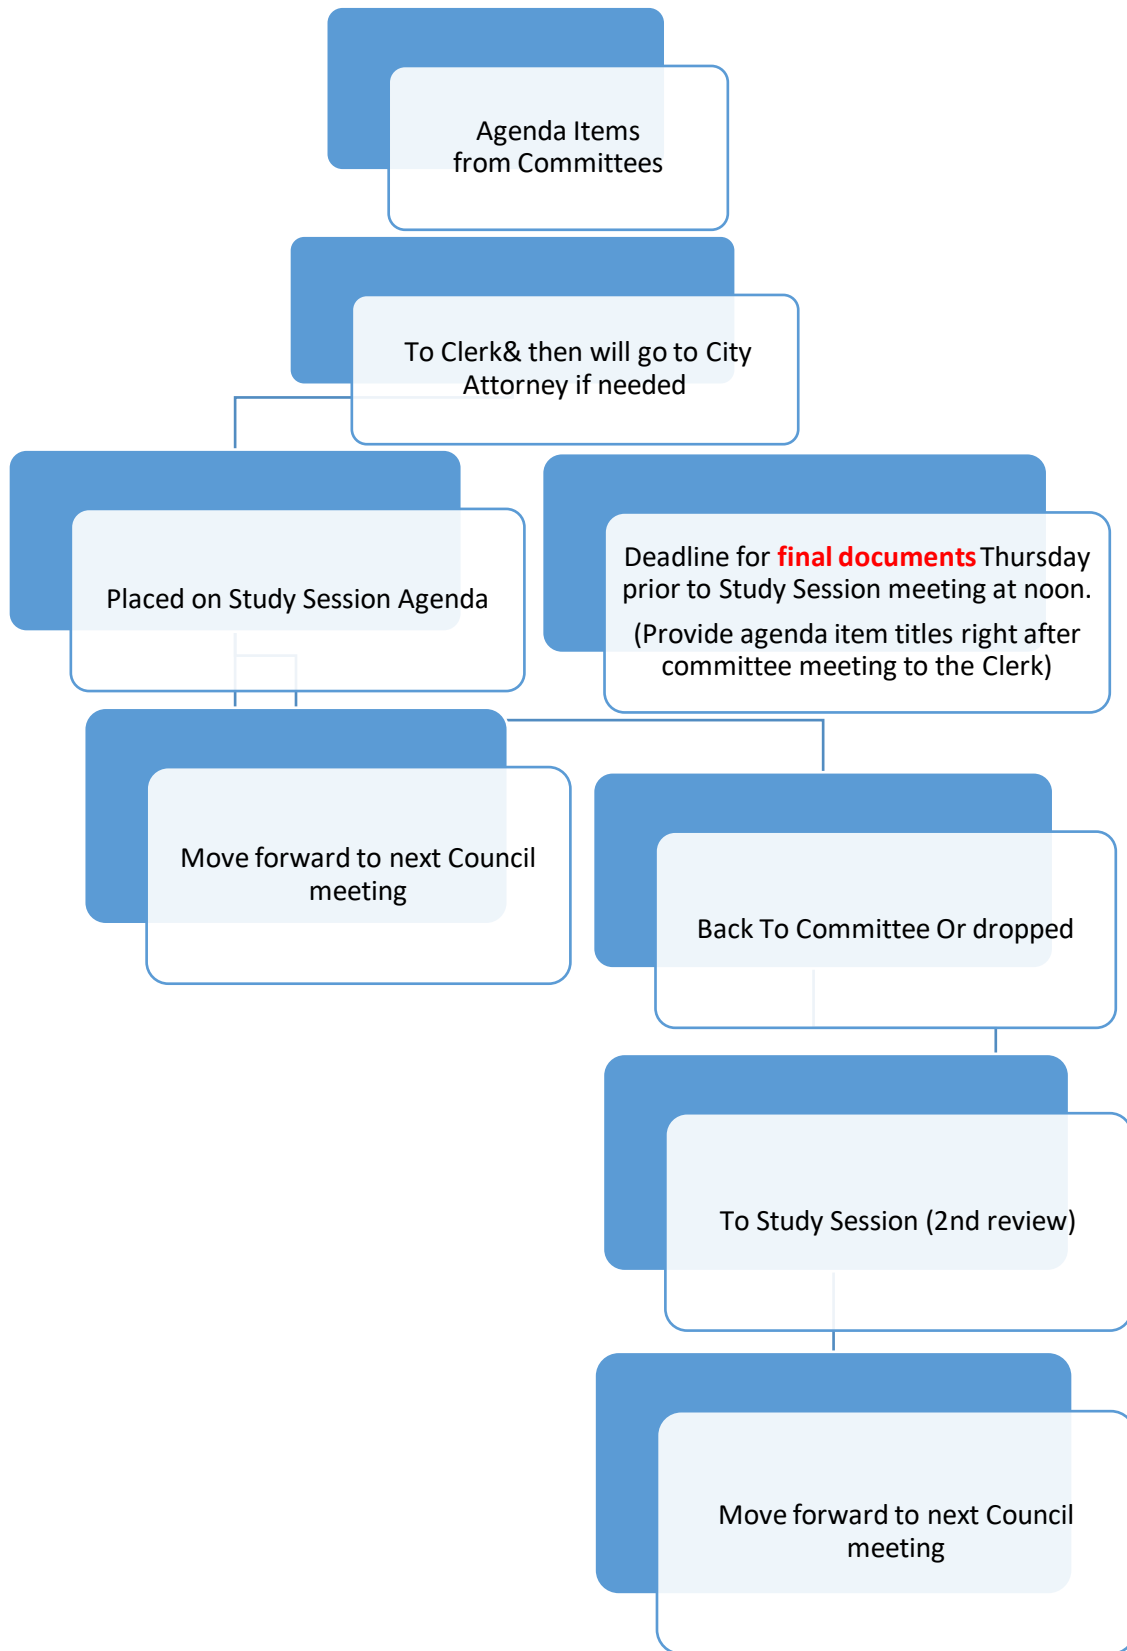 Agenda Items
from Committees
To Clerk& then will go to City
Attorney if needed
Placed on Study Session Agenda
Deadline for final documents Thursday
prior to Study Session meeting at noon.
(Provide agenda item titles right after
committee meeting to the Clerk)
Move forward to next Council
meeting
Back To Committee Or dropped
To Study Session (2nd review)
Move forward to next Council
meeting